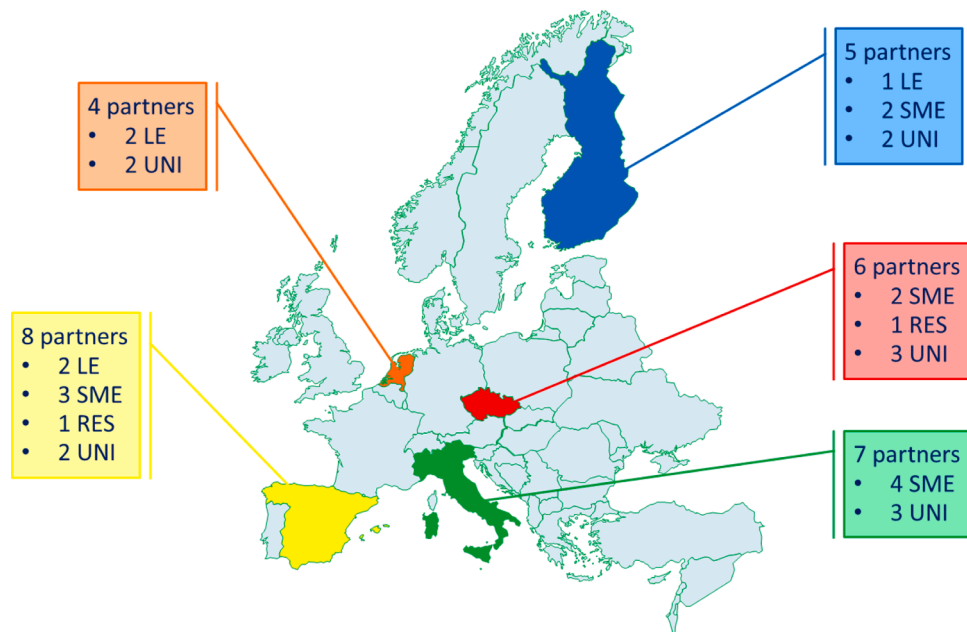 5 partners
• 1 LE
• 2 SME
• 2 UNI
4 partners
• 2 LE
• 2 UNI
6 partners
• 2 SME
• 1 RES
• 3 UNI
8 partners
• 2 LE
• 3 SME
• 1 RES
• 2 UNI
7 partners
• 4 SME
• 3 UNI